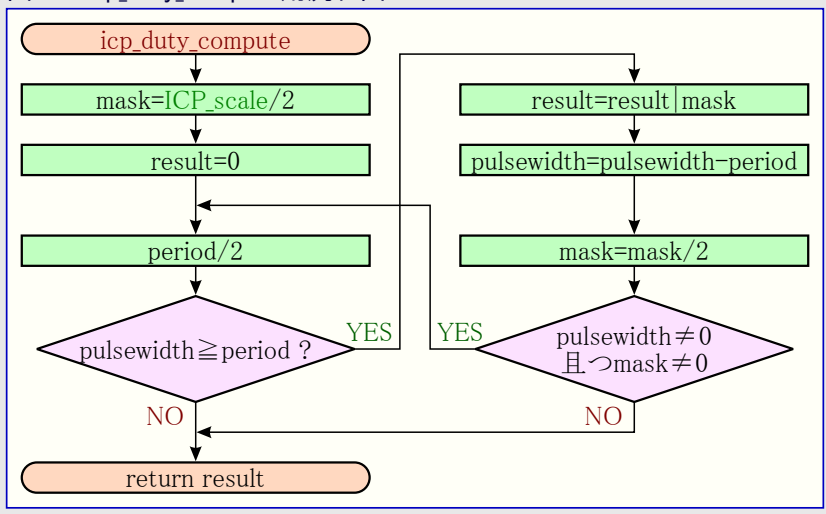 icp_duty_compute
mask=ICP_scale/2
result=0
period/2
pulsewidth≧period ?
YES
NO
return result
result=result|mask
pulsewidth=pulsewidth-period
mask=mask/2
pulsewidth≠0
且つmask≠0
YES
NO